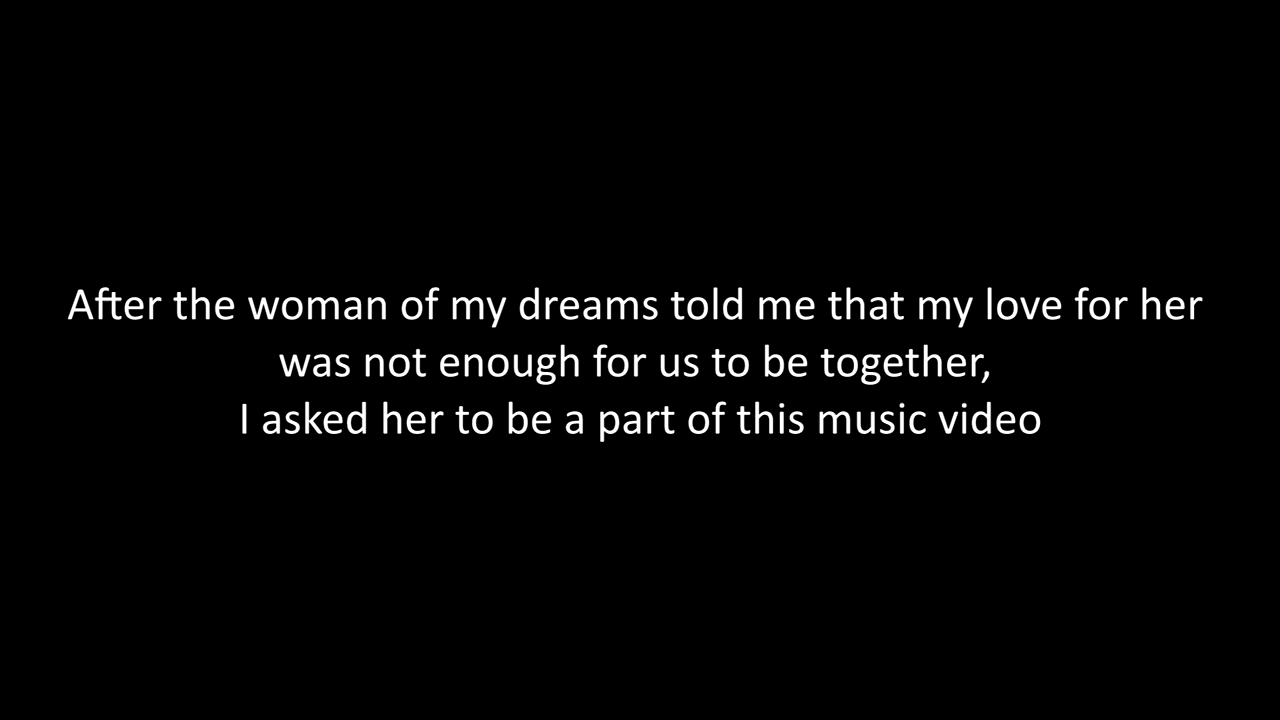 After the woman of my dreams told me that my love for her
was not enough for us to be together,
I asked her to be a part of this music video